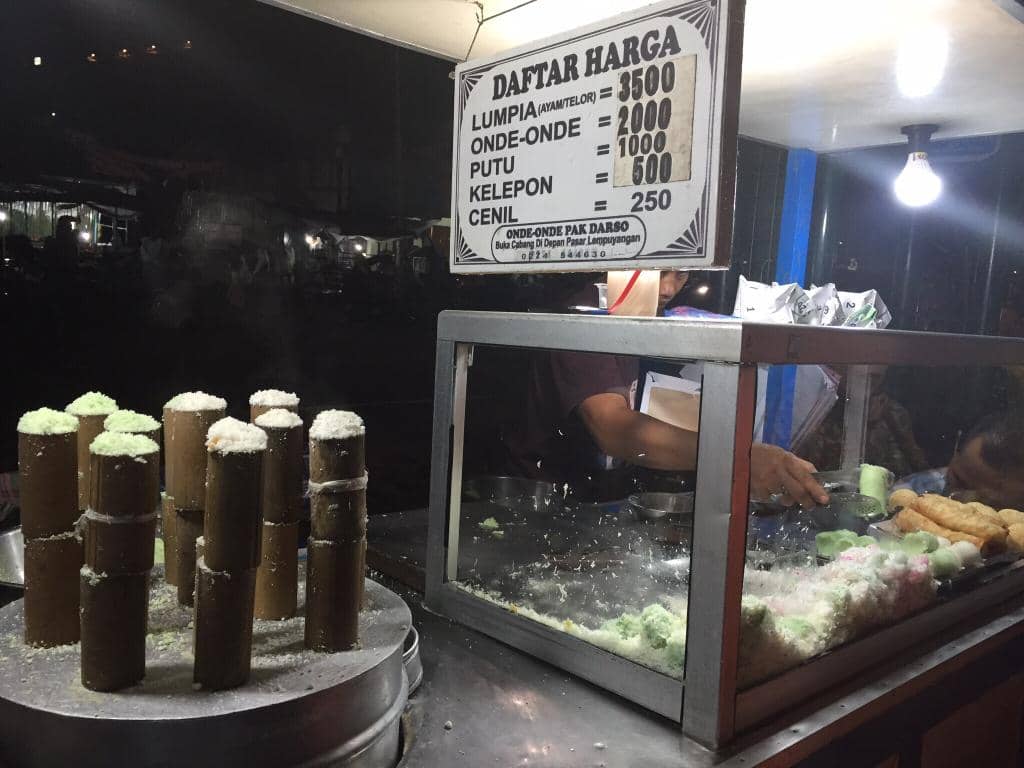 DAFTAR HARGA
LUMPIA (AYAM/TELOR) = 3500
ONDE-ONDE = 2000
PUTU = 1000
KELEPON = 500
CENIL = 250
ONDE-ONDE PAK DARSO
Buka Cabang Di Depan Pasar Lempuyangan